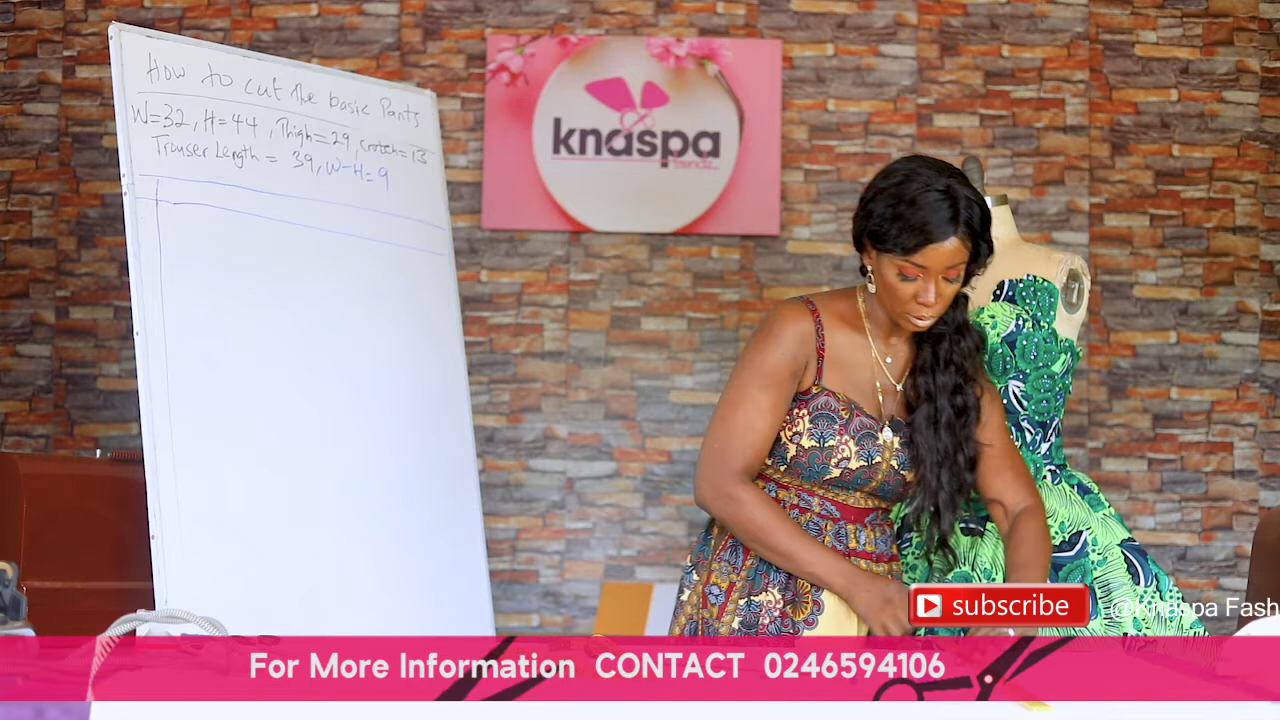 How to cut the basic Pants
W=32, H=44, Thigh=29, Crotch=13
Trouser Length = 39, W-H=9
knaspa
trendz
subscribe
@Knaspa Fash
For More Information CONTACT 0246594106